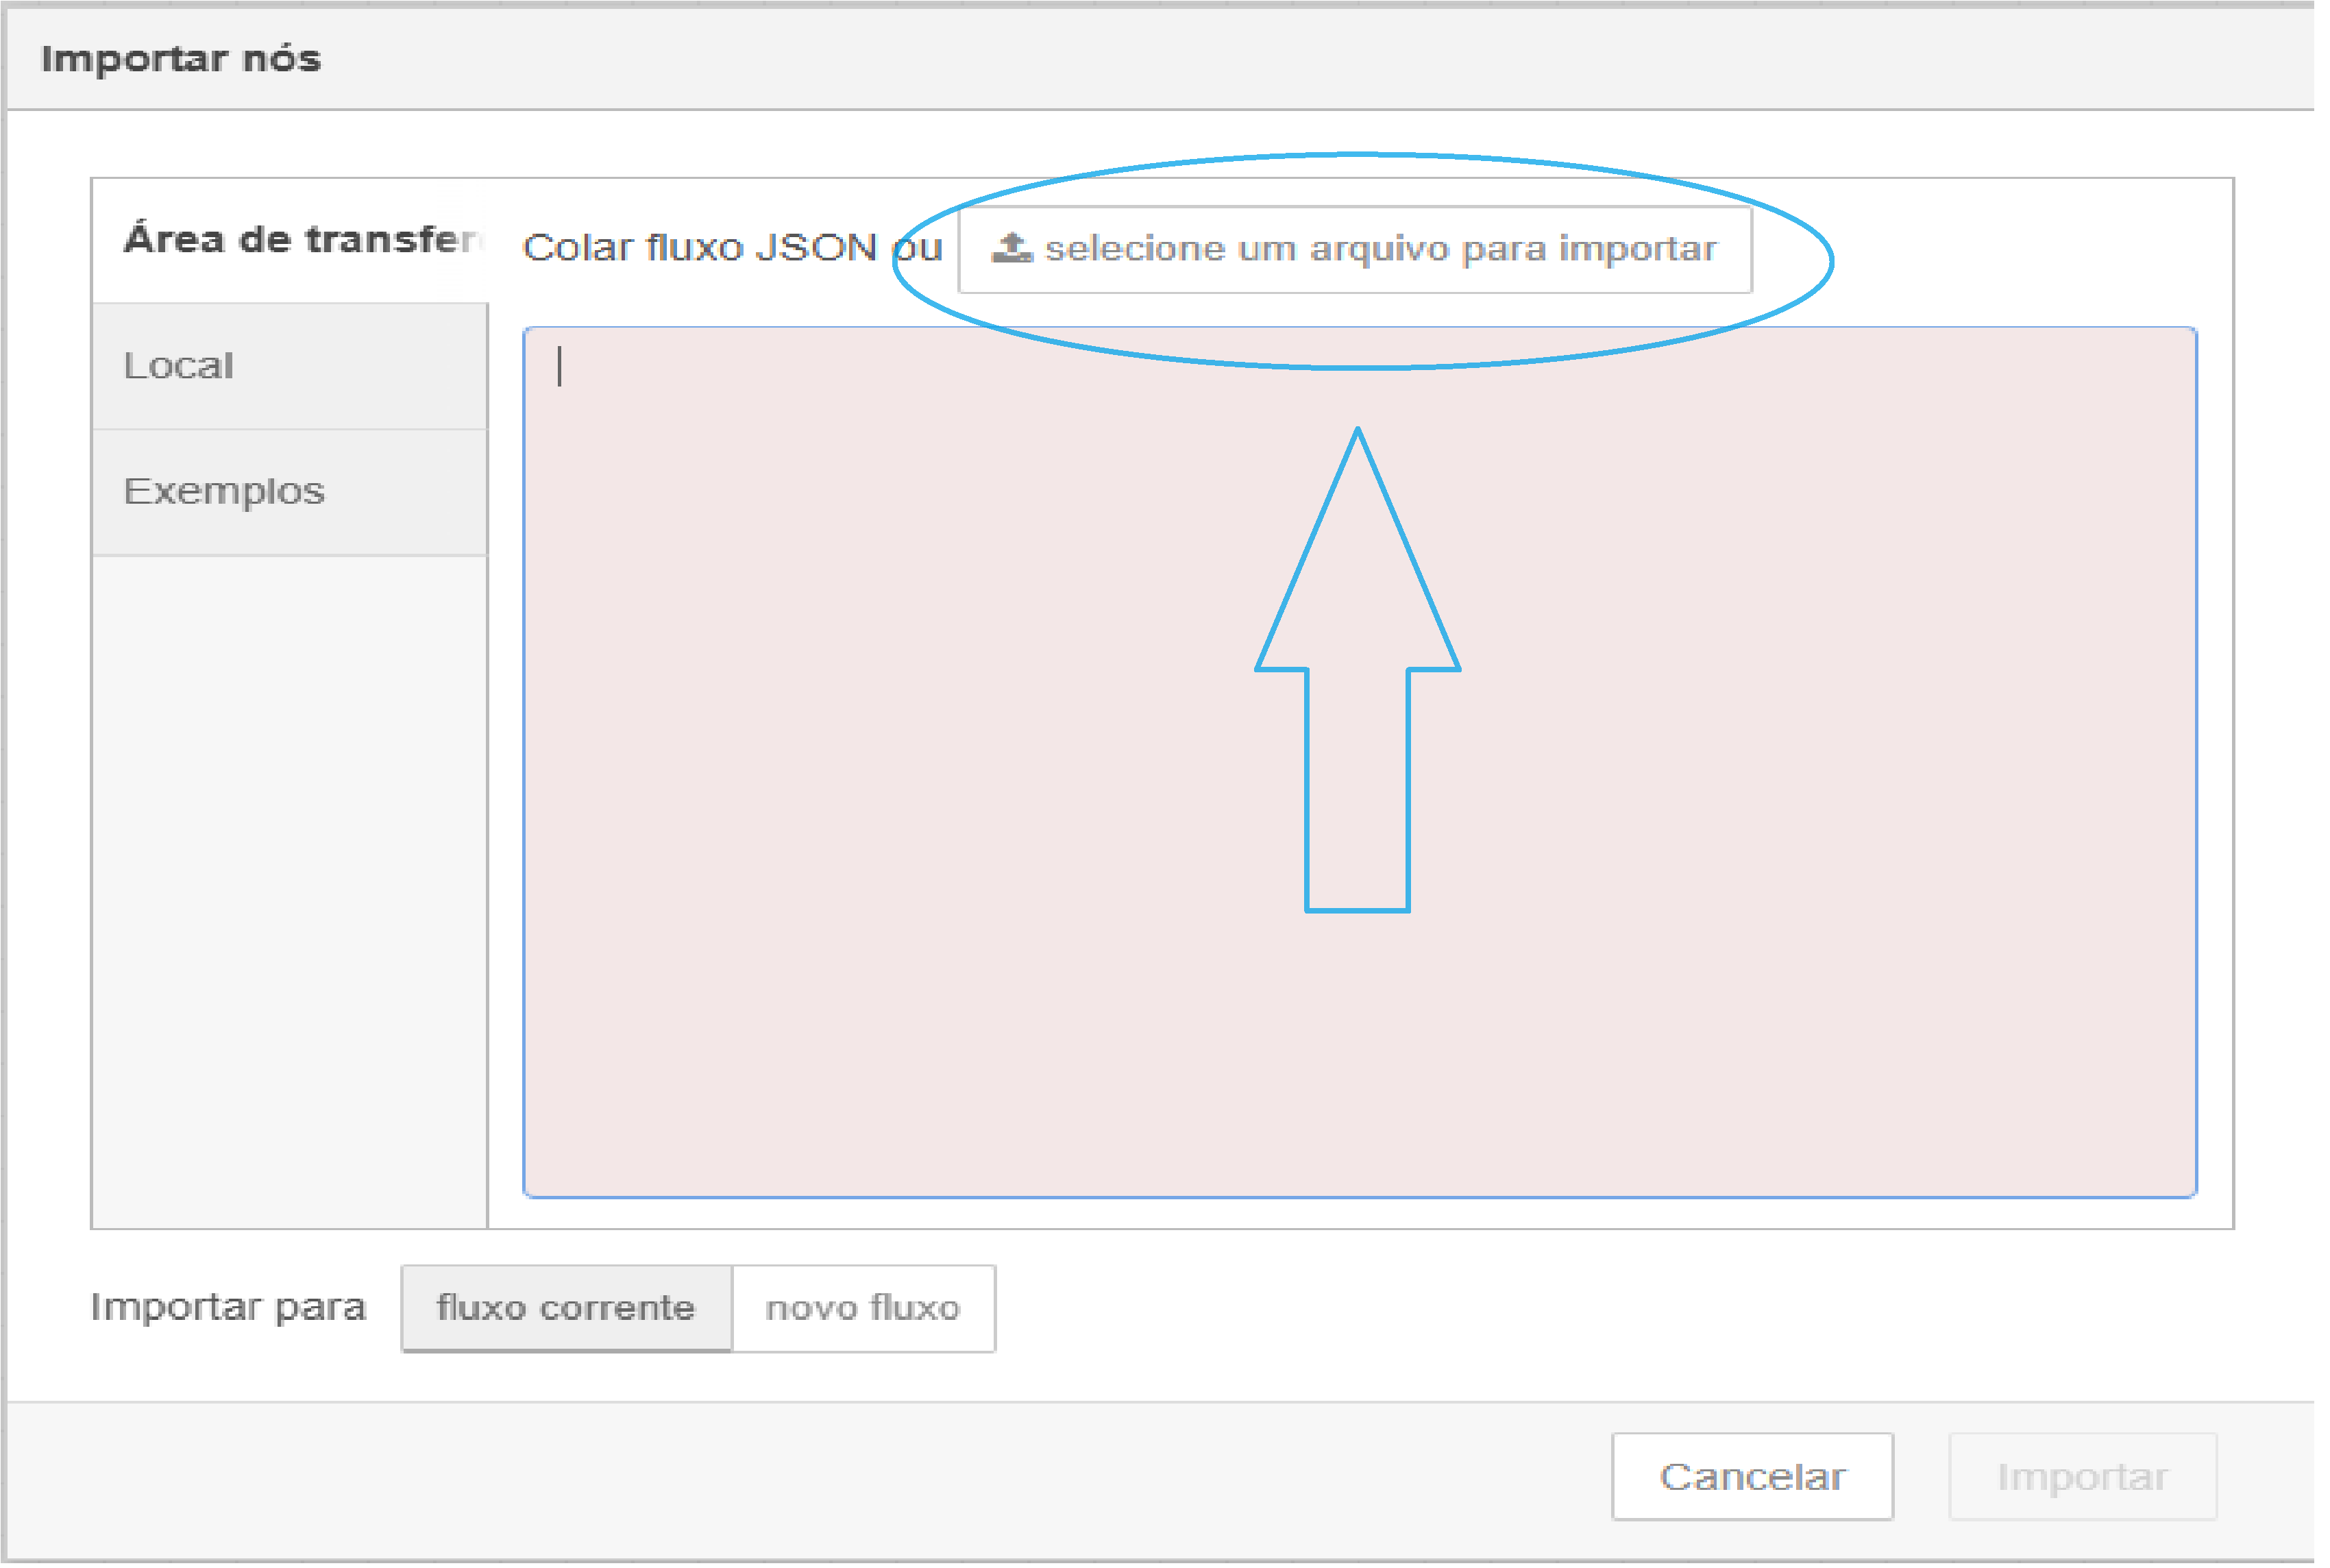 Importar nós
Área de transfer
Colar fluxo JSON ou selecione um arquivo para importar
Local
Exemplos
Importar para fluxo corrente novo fluxo
Cancelar Importar